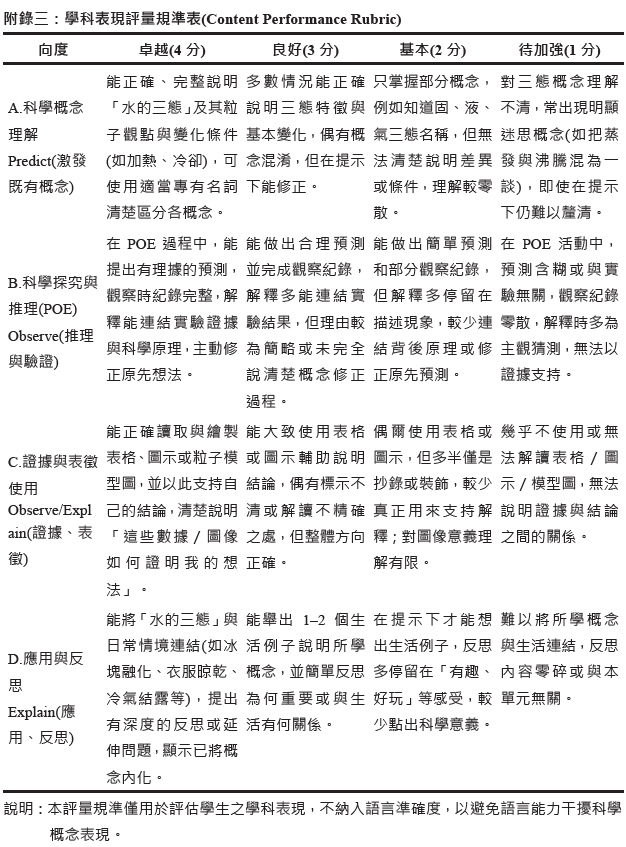 附錄三：學科表現評量規準表(Content Performance Rubric)
向度 卓越(4 分) 良好(3 分) 基本(2 分) 待加強(1 分)
A.科學概念
理解
Predict(激發
既有概念)
能正確、完整說明
「水的三態」及其粒
子觀點與變化條件
(如加熱、冷卻)，可
使用適當專有名詞
清楚區分各概念。
多數情況能正確
說明三態特徵與
基本變化，偶有概
念混淆，但在提示
下能修正。
只掌握部分概念，
例如知道固、液、
氣三態名稱，但無
法清楚說明差異
或條件，理解較零
散。
對三態概念理解
不清，常出現明顯
迷思概念(如把蒸
發與沸騰混為一
談)，即使在提示
下仍難以釐清。
B.科學探究與
推理(POE)
Observe(推理
與驗證)
在 POE 過程中，能
提出有理據的預測，
觀察時紀錄完整，解
釋能連結實驗證據
與科學原理，主動修
正原先想法。
能做出合理預測
並完成觀察紀錄，
解釋多能連結實
驗結果，但理由較
為簡略或未完全
說清楚概念修正
過程。
能做出簡單預測
和部分觀察紀錄，
但解釋多停留在
描述現象，較少連
結背後原理或修
正原先預測。
在 POE 活動中，
預測含糊或與實
驗無關，觀察紀錄
零散，解釋時多為
主觀猜測，無法以
證據支持。
C.證據與表徵
使用
Observe/Expl
ain(證據、表
徵)
能正確讀取與繪製
表格、圖示或粒子模
型圖，並以此支持自
己的結論，清楚說明
「這些數據／圖像
如何證明我的想
法」。
能大致使用表格
或圖示輔助說明
結論，偶有標示不
清或解讀不精確
之處，但整體方向
正確。
偶爾使用表格或
圖示，但多半僅是
抄錄或裝飾，較少
真正用來支持解
釋；對圖像意義理
解有限。
幾乎不使用或無
法解讀表格／圖
示／模型圖，無法
說明證據與結論
之間的關係。
D.應用與反
思
Explain(應
用、反思)
能將「水的三態」與
日常情境連結(如冰
塊融化、衣服晾乾、
冷氣結露等)，提出
有深度的反思或延
伸問題，顯示已將概
念內化。
能舉出 1–2 個生
活例子說明所學
概念，並簡單反思
為何重要或與生
活有何關係。
在提示下才能想
出生活例子，反思
多停留在「有趣、
好玩」等感受，較
少點出科學意義。
難以將所學概念
與生活連結，反思
內容零碎或與本
單元無關。
說明：本評量規準僅用於評估學生之學科表現，不納入語言準確度，以避免語言能力干擾科學
概念表現。